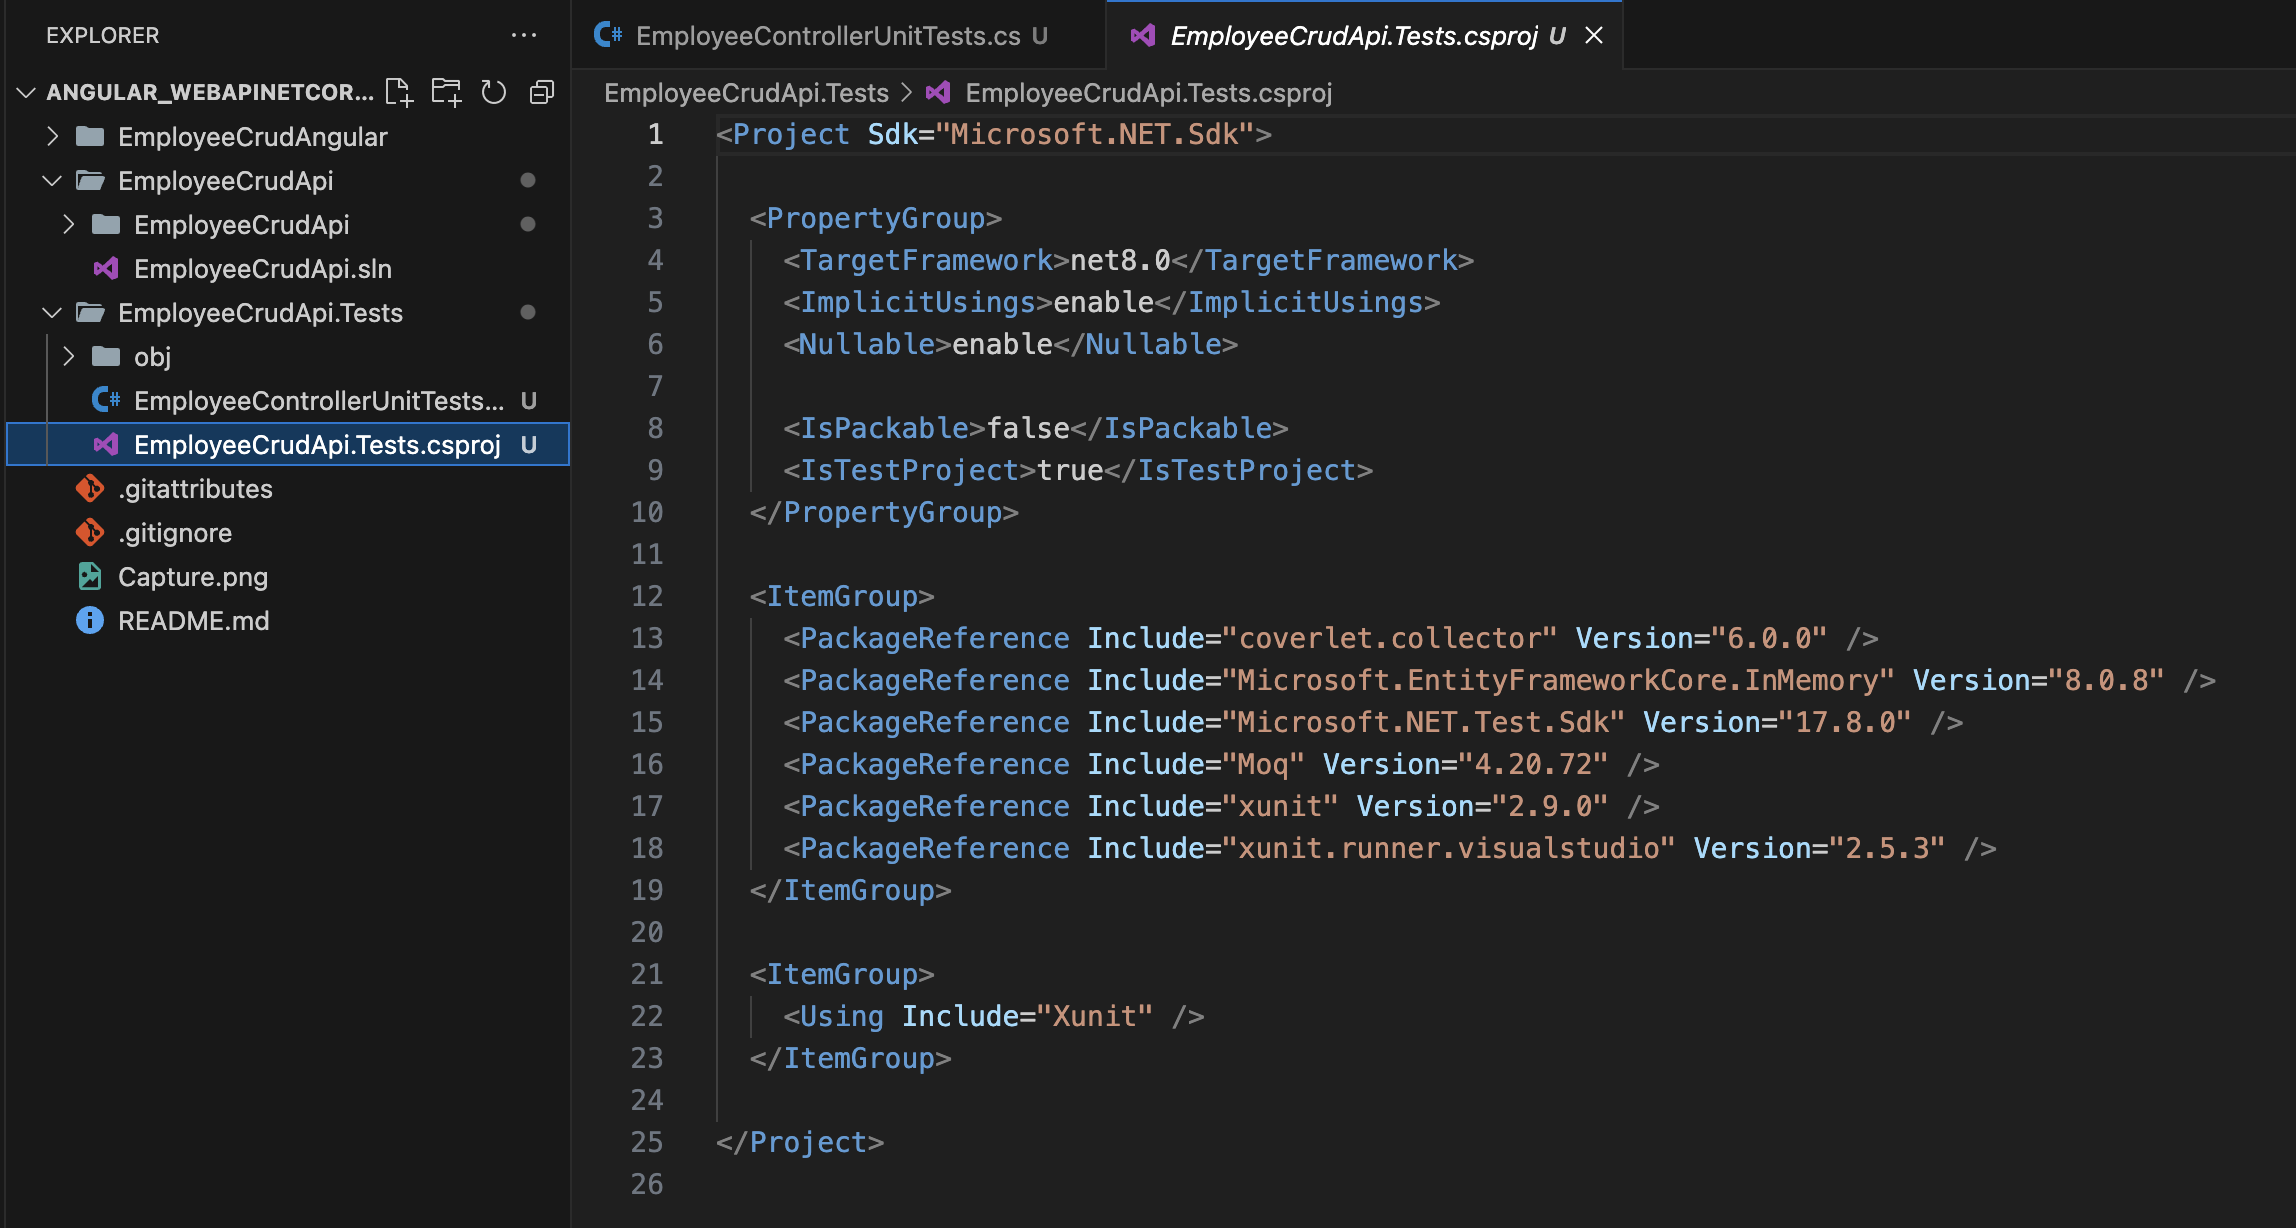 EXPLORER
ANGULAR_WEBAPINETCOR...
EmployeeCrudAngular
EmployeeCrudApi
EmployeeCrudApi
EmployeeCrudApi.sln
EmployeeCrudApi.Tests
obj
EmployeeControllerUnitTests... U
EmployeeCrudApi.Tests.csproj U
.gitattributes
.gitignore
Capture.png
README.md
EmployeeControllerUnitTests.cs U
EmployeeCrudApi.Tests.csproj U
EmployeeCrudApi.Tests > EmployeeCrudApi.Tests.csproj
1 <Project Sdk="Microsoft.NET.Sdk">
2
3 <PropertyGroup>
4 <TargetFramework>net8.0</TargetFramework>
5 <ImplicitUsings>enable</ImplicitUsings>
6 <Nullable>enable</Nullable>
7
8 <IsPackable>false</IsPackable>
9 <IsTestProject>true</IsTestProject>
10 </PropertyGroup>
11
12 <ItemGroup>
13 <PackageReference Include="coverlet.collector" Version="6.0.0" />
14 <PackageReference Include="Microsoft.EntityFrameworkCore.InMemory" Version="8.0.8" />
15 <PackageReference Include="Microsoft.NET.Test.Sdk" Version="17.8.0" />
16 <PackageReference Include="Moq" Version="4.20.72" />
17 <PackageReference Include="xunit" Version="2.9.0" />
18 <PackageReference Include="xunit.runner.visualstudio" Version="2.5.3" />
19 </ItemGroup>
20
21 <ItemGroup>
22 <Using Include="Xunit" />
23 </ItemGroup>
24
25 </Project>
26